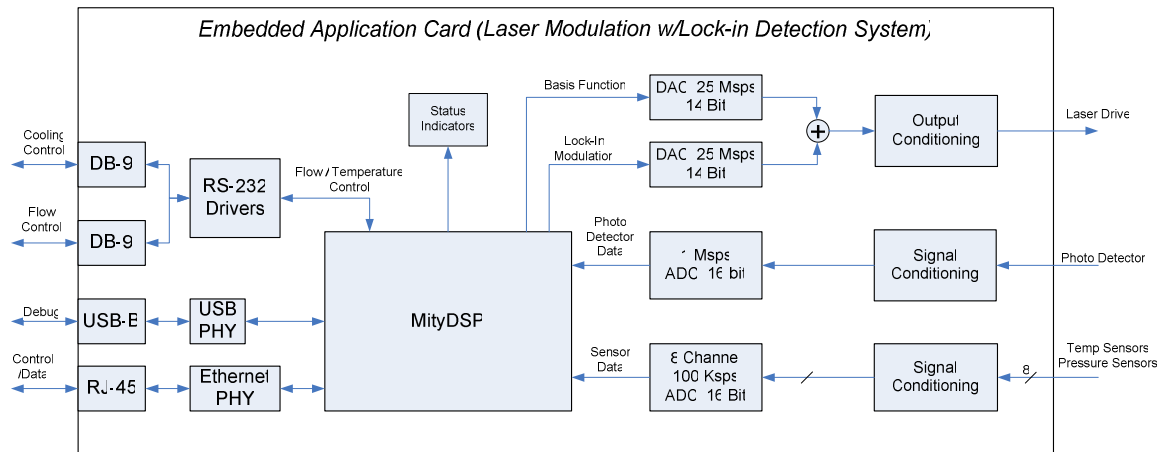 Embedded Application Card (Laser Modulation w/Lock-in Detection System)
Cooling
Control
DB-9
Flow
Control
DB-9
RS-232
Drivers
Flow / Temperature
Control
Status
Indicators
Basis Function
Lock-In
Modulation
DAC 25 Msps
14 Bit
DAC 25 Msps
14 Bit
+
Output
Conditioning
Laser Drive
Debug
USB-B
USB
PHY
Control
/Data
RJ-45
Ethernet
PHY
MityDSP
Photo
Detector
Data
1 Msps
ADC 16 bit
Signal
Conditioning
Photo Detector
Sensor
Data
8 Channel
100 Ksps
ADC 16 Bit
Signal
Conditioning
8
Temp Sensors
Pressure Sensors